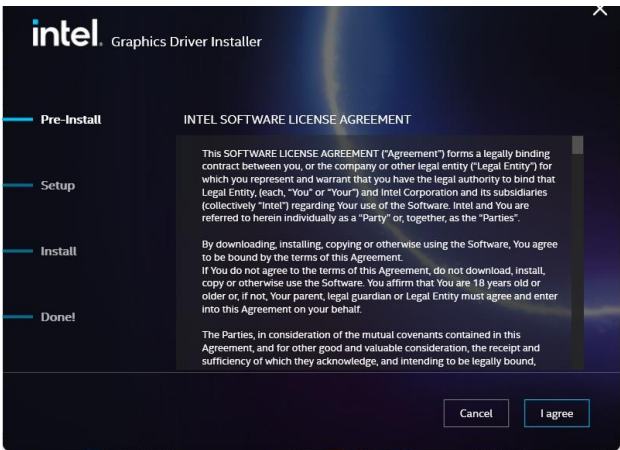 intel. Graphics Driver Installer
Pre-Install
Setup
Install
Done!
INTEL SOFTWARE LICENSE AGREEMENT
This SOFTWARE LICENSE AGREEMENT ("Agreement") forms a legally binding
contract between you, or the company or other legal entity ("Legal Entity") for
which you represent and warrant that you have the legal authority to bind that
Legal Entity, (each, "You" or "Your") and Intel Corporation and its subsidiaries
(collectively "Intel") regarding Your use of the Software. Intel and You are
referred to herein individually as a "Party" or, together, as the "Parties".
By downloading, installing, copying or otherwise using the Software, You agree
to be bound by the terms of this Agreement.
If You do not agree to the terms of this Agreement, do not download, install,
copy or otherwise use the Software. You affirm that You are 18 years old or
older or, if not, Your parent, legal guardian or Legal Entity must agree and enter
into this Agreement on your behalf.
The Parties, in consideration of the mutual covenants contained in this
Agreement, and for other good and valuable consideration, the receipt and
sufficiency of which they acknowledge, and intending to be legally bound,
Cancel
I agree